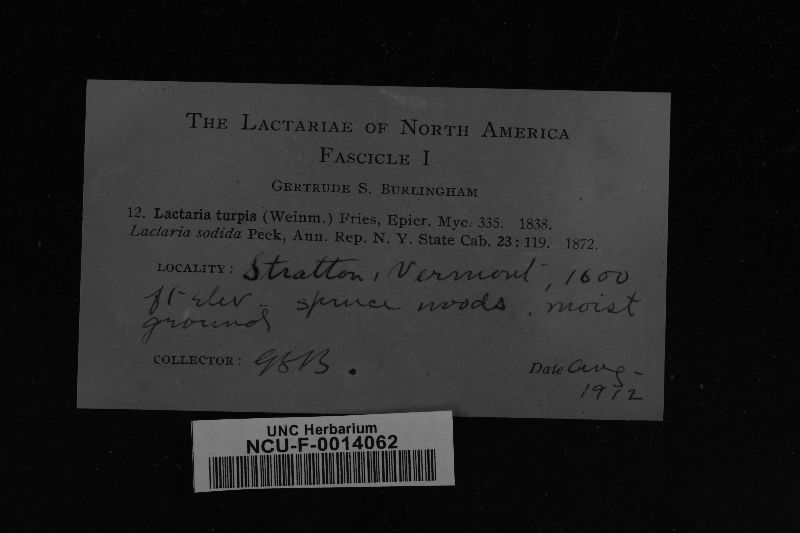 THE LACTARIAE OF NORTH AMERICA
FASCICLE I
GERTRUDE S. BURLINGHAM
12. Lactaria turpis (Weinm.) Fries, Epicr. Myc. 335. 1838.
Lactaria sodida Peck, Ann. Rep. N. Y. State Cab. 23: 119. 1872.
LOCALITY: Stratton, Vermont, 1600
ft elev - spruce woods. moist
ground
COLLECTOR: GSB.
Date Aug-
1912
UNC Herbarium
NCU-F-0014062